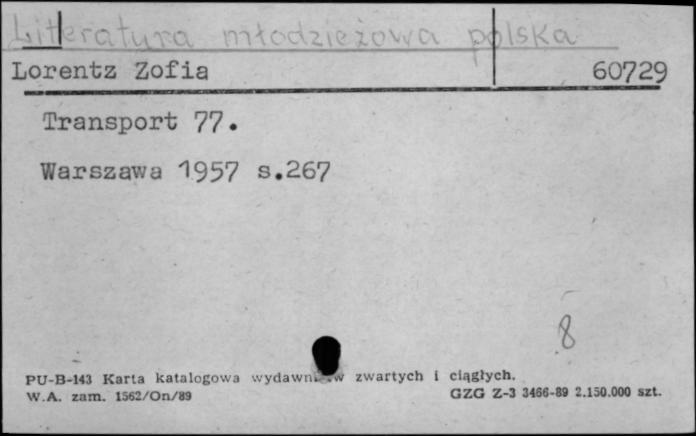 Literatura młodzieżowa polska
Lorentz Zofia 60729
Transport 77.
Warszawa 1957 s.267
8
PU-B-143 Karta katalogowa zwartych i ciągłych.
W.A. zam. 1562/On/89 GZG Z-3 3466-89 2.150.000 szt.